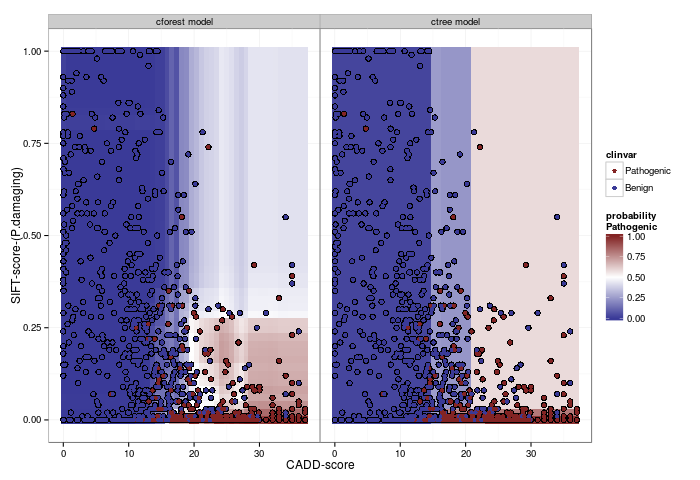 cforest model
ctree model
1.00
0.75
0.50
0.25
0.00
SIFT-score-(P.damaging)
0
10
20
30
0
10
20
30
CADD-score
clinvar
Pathogenic
Benign
probability
Pathogenic
1.00
0.75
0.50
0.25
0.00